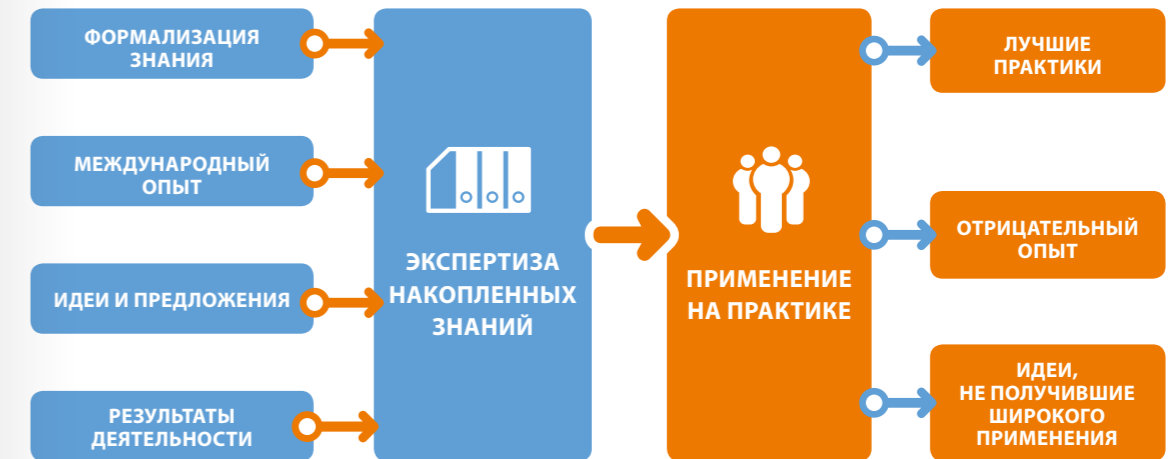 ФОРМАЛИЗАЦИЯ
ЗНАНИЯ
МЕЖДУНАРОДНЫЙ
ОПЫТ
ИДЕИ И ПРЕДЛОЖЕНИЯ
РЕЗУЛЬТАТЫ
ДЕЯТЕЛЬНОСТИ
ЭКСПЕРТИЗА
НАКОПЛЕННЫХ
ЗНАНИЙ
ПРИМЕНЕНИЕ
НА ПРАКТИКЕ
ЛУЧШИЕ
ПРАКТИКИ
ОТРИЦАТЕЛЬНЫЙ
ОПЫТ
ИДЕИ,
НЕ ПОЛУЧИВШИЕ
ШИРОКОГО
ПРИМЕНЕНИЯ